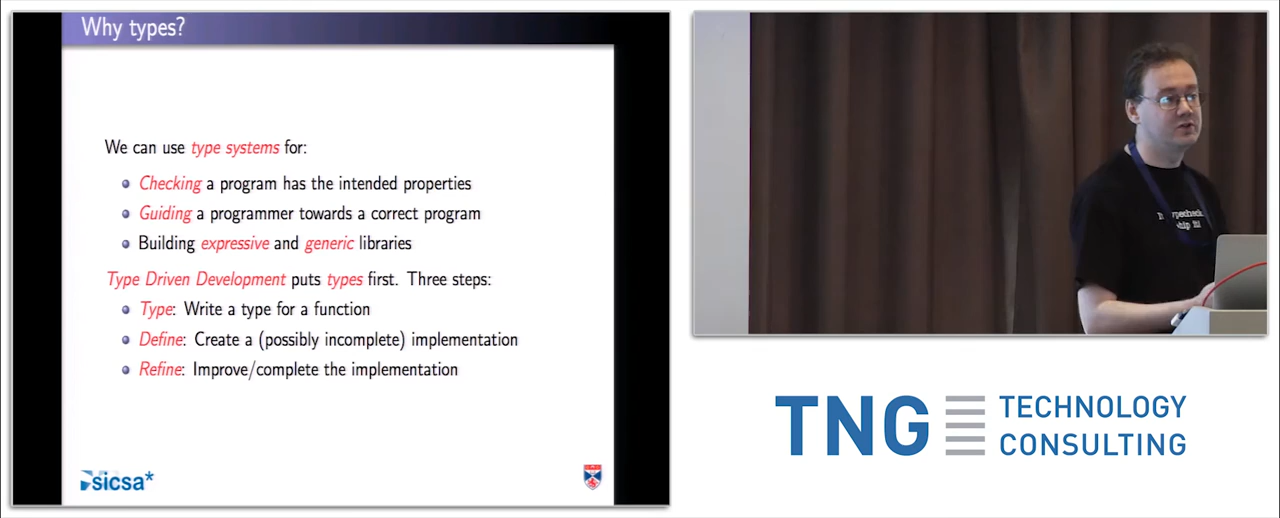 Why types?
We can use type systems for:
Checking a program has the intended properties
Guiding a programmer towards a correct program
Building expressive and generic libraries
Type Driven Development puts types first. Three steps:
Type: Write a type for a function
Define: Create a (possibly incomplete) implementation
Refine: Improve/complete the implementation
sicsa*
TNG TECHNOLOGY
CONSULTING